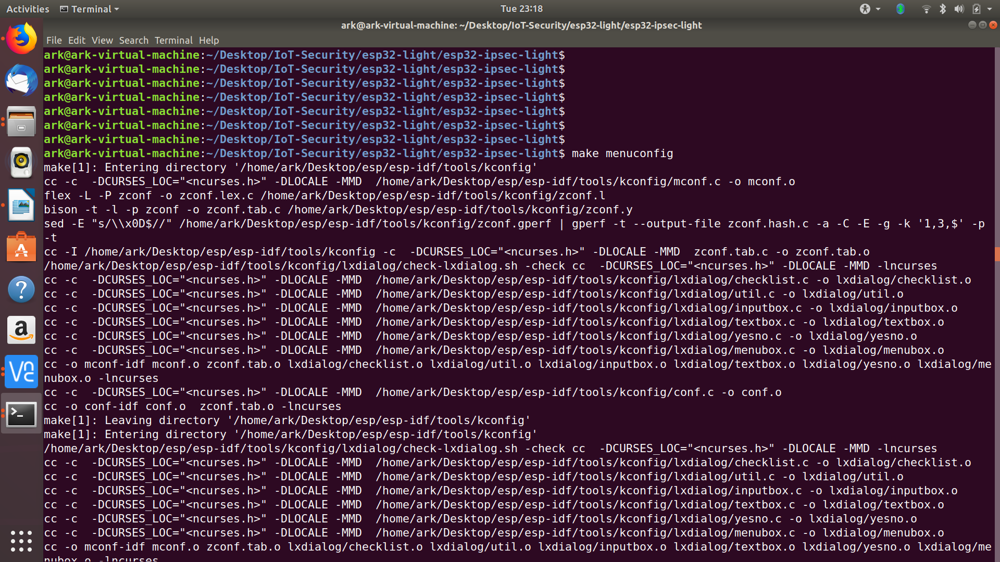 Activities Terminal Tue 23:18
ark@ark-virtual-machine: ~/Desktop/IoT-Security/esp32-light/esp32-ipsec-light
File Edit View Search Terminal Help
ark@ark-virtual-machine:~/Desktop/IoT-Security/esp32-light/esp32-ipsec-light$
ark@ark-virtual-machine:~/Desktop/IoT-Security/esp32-light/esp32-ipsec-light$
ark@ark-virtual-machine:~/Desktop/IoT-Security/esp32-light/esp32-ipsec-light$
ark@ark-virtual-machine:~/Desktop/IoT-Security/esp32-light/esp32-ipsec-light$
ark@ark-virtual-machine:~/Desktop/IoT-Security/esp32-light/esp32-ipsec-light$
ark@ark-virtual-machine:~/Desktop/IoT-Security/esp32-light/esp32-ipsec-light$
ark@ark-virtual-machine:~/Desktop/IoT-Security/esp32-light/esp32-ipsec-light$
ark@ark-virtual-machine:~/Desktop/IoT-Security/esp32-light/esp32-ipsec-light$ make menuconfig
make[1]: Entering directory '/home/ark/Desktop/esp/esp-idf/tools/kconfig'
cc -c  -DCURSES_LOC="<ncurses.h>" -DLOCALE -MMD  /home/ark/Desktop/esp/esp-idf/tools/kconfig/mconf.c -o mconf.o
flex -L -P zconf -o zconf.lex.c /home/ark/Desktop/esp/esp-idf/tools/kconfig/zconf.l
bison -t -l -p zconf -o zconf.tab.c /home/ark/Desktop/esp/esp-idf/tools/kconfig/zconf.y
sed -E "s/\\x0D$//" /home/ark/Desktop/esp/esp-idf/tools/kconfig/zconf.gperf | gperf -t --output-file zconf.hash.c -a -C -E -g -k '1,3,$' -p
-t
cc -I /home/ark/Desktop/esp/esp-idf/tools/kconfig -c  -DCURSES_LOC="<ncurses.h>" -DLOCALE -MMD  zconf.tab.c -o zconf.tab.o
/home/ark/Desktop/esp/esp-idf/tools/kconfig/lxdialog/check-lxdialog.sh -check cc  -DCURSES_LOC="<ncurses.h>" -DLOCALE -MMD -lncurses
cc -c  -DCURSES_LOC="<ncurses.h>" -DLOCALE -MMD  /home/ark/Desktop/esp/esp-idf/tools/kconfig/lxdialog/checklist.c -o lxdialog/checklist.o
cc -c  -DCURSES_LOC="<ncurses.h>" -DLOCALE -MMD  /home/ark/Desktop/esp/esp-idf/tools/kconfig/lxdialog/util.c -o lxdialog/util.o
cc -c  -DCURSES_LOC="<ncurses.h>" -DLOCALE -MMD  /home/ark/Desktop/esp/esp-idf/tools/kconfig/lxdialog/inputbox.c -o lxdialog/inputbox.o
cc -c  -DCURSES_LOC="<ncurses.h>" -DLOCALE -MMD  /home/ark/Desktop/esp/esp-idf/tools/kconfig/lxdialog/textbox.c -o lxdialog/textbox.o
cc -c  -DCURSES_LOC="<ncurses.h>" -DLOCALE -MMD  /home/ark/Desktop/esp/esp-idf/tools/kconfig/lxdialog/yesno.c -o lxdialog/yesno.o
cc -c  -DCURSES_LOC="<ncurses.h>" -DLOCALE -MMD  /home/ark/Desktop/esp/esp-idf/tools/kconfig/lxdialog/menubox.c -o lxdialog/menubox.o
cc -o mconf-idf mconf.o zconf.tab.o lxdialog/checklist.o lxdialog/util.o lxdialog/inputbox.o lxdialog/textbox.o lxdialog/yesno.o lxdialog/me
nubox.o -lncurses
cc -c  -DCURSES_LOC="<ncurses.h>" -DLOCALE -MMD  /home/ark/Desktop/esp/esp-idf/tools/kconfig/conf.c -o conf.o
cc -o conf-idf conf.o  zconf.tab.o -lncurses
make[1]: Leaving directory '/home/ark/Desktop/esp/esp-idf/tools/kconfig'
make[1]: Entering directory '/home/ark/Desktop/esp/esp-idf/tools/kconfig'
/home/ark/Desktop/esp/esp-idf/tools/kconfig/lxdialog/check-lxdialog.sh -check cc  -DCURSES_LOC="<ncurses.h>" -DLOCALE -MMD -lncurses
cc -c  -DCURSES_LOC="<ncurses.h>" -DLOCALE -MMD  /home/ark/Desktop/esp/esp-idf/tools/kconfig/lxdialog/checklist.c -o lxdialog/checklist.o
cc -c  -DCURSES_LOC="<ncurses.h>" -DLOCALE -MMD  /home/ark/Desktop/esp/esp-idf/tools/kconfig/lxdialog/util.c -o lxdialog/util.o
cc -c  -DCURSES_LOC="<ncurses.h>" -DLOCALE -MMD  /home/ark/Desktop/esp/esp-idf/tools/kconfig/lxdialog/inputbox.c -o lxdialog/inputbox.o
cc -c  -DCURSES_LOC="<ncurses.h>" -DLOCALE -MMD  /home/ark/Desktop/esp/esp-idf/tools/kconfig/lxdialog/textbox.c -o lxdialog/textbox.o
cc -c  -DCURSES_LOC="<ncurses.h>" -DLOCALE -MMD  /home/ark/Desktop/esp/esp-idf/tools/kconfig/lxdialog/yesno.c -o lxdialog/yesno.o
cc -c  -DCURSES_LOC="<ncurses.h>" -DLOCALE -MMD  /home/ark/Desktop/esp/esp-idf/tools/kconfig/lxdialog/menubox.c -o lxdialog/menubox.o
cc -o mconf-idf mconf.o zconf.tab.o lxdialog/checklist.o lxdialog/util.o lxdialog/inputbox.o lxdialog/textbox.o lxdialog/yesno.o lxdialog/me
nubox.o -lncurses